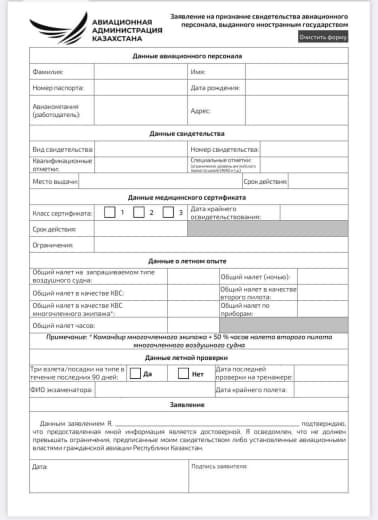 АВИАЦИОННАЯ
АДМИНИСТРАЦИЯ
КАЗАХСТАНА
Заявление на признание свидетельства авиационного
персонала, выданного иностранным государством
Очистить форму
Данные авиационного персонала
Фамилия: Имя:
Номер паспорта: Дата рождения:
Авиакомпания
(работодатель): Адрес:
Данные свидетельства
Вид свидетельства: Номер свидетельства:
Квалификационные
отметки: Специальные отметки:
Место выдачи: Срок действия:
Данные медицинского сертификата
Класс сертификата: 1 2 3 Дата крайнего
освидетельствования:
Срок действия:
Ограничения:
Данные о летном опыте
Общий налет на запрашиваемом типе
воздушного судна: Общий налет (ночью):
Общий налет в качестве КВС: Общий налет в качестве
второго пилота:
Общий налет в качестве КВС
многочленного экипажа*: Общий налет по
приборам:
Общий налет часов:
Примечание: * Командир многочленного экипажа + 50 % часов налета второго пилота
многочленного воздушного судна
Данные летной проверки
Три взлета/посадки на типе в
течение последних 90 дней: Да Нет Дата последней
проверки на тренажере:
ФИО экзаменатора: Дата крайнего полета:
Заявление
Данным заявлением Я, подтверждаю,
что предоставленная мной информация является достоверной. Я осведомлен, что не должен
превышать ограничения, предписанные моим свидетельством либо установленные авиационными
властями гражданской авиации Республики Казахстан.
Дата: Подпись заявителя: